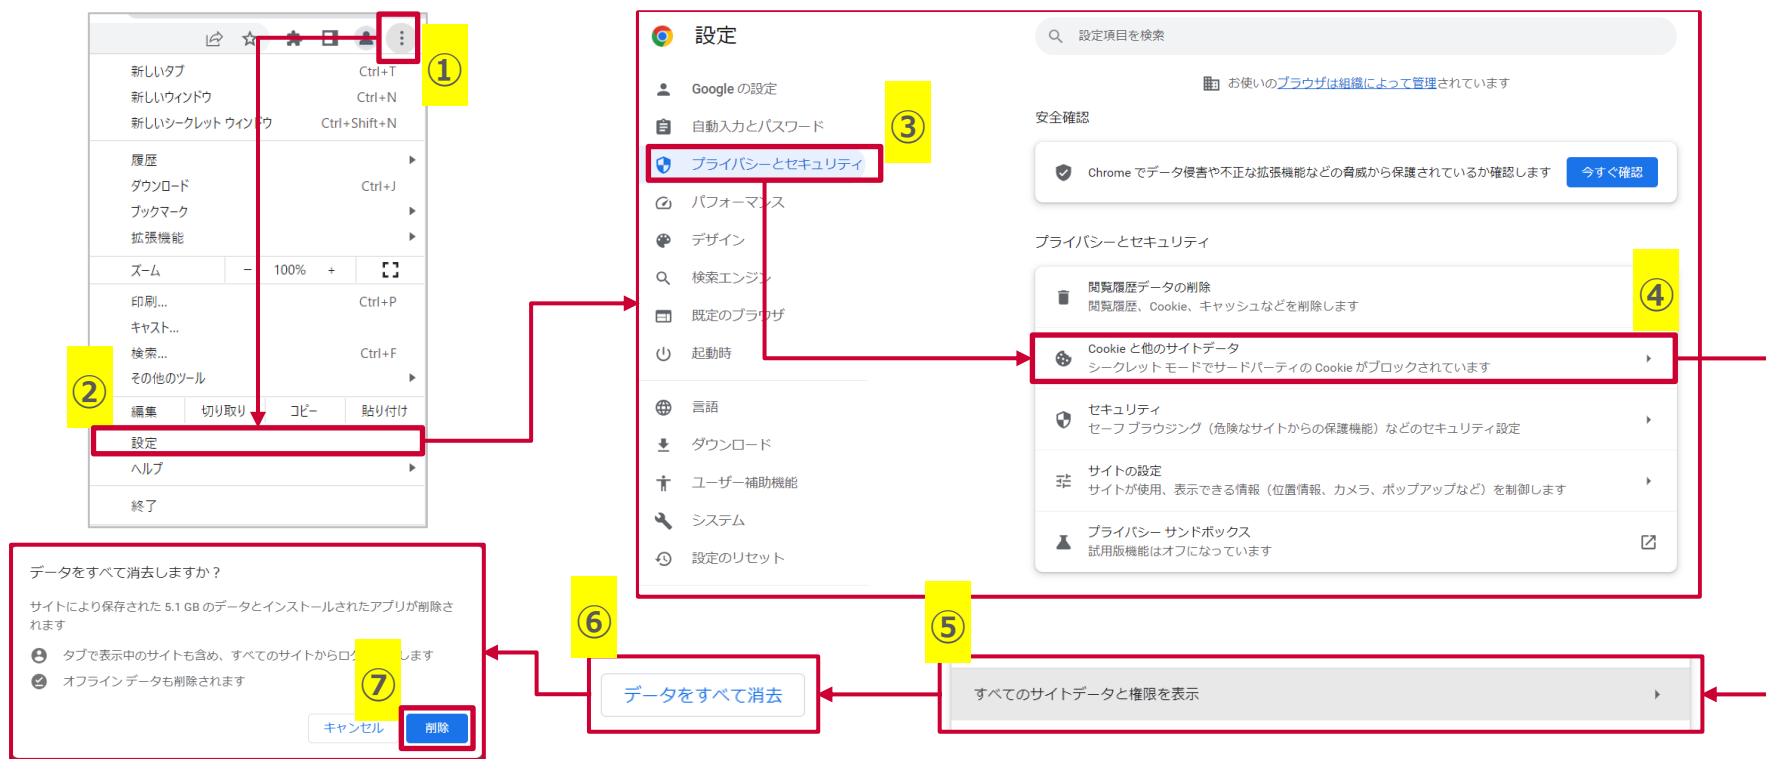 ①
新しいタブ Ctrl+T
新しいウィンドウ Ctrl+N
新しいシークレット ウィンドウ Ctrl+Shift+N
履歴
ダウンロード Ctrl+J
ブックマーク
拡張機能
ズーム − 100% +
印刷... Ctrl+P
キャスト...
検索... Ctrl+F
その他のツール
②
編集 切り取り コピー 貼り付け
設定
ヘルプ
終了
設定
Google の設定
自動入力とパスワード
③
プライバシーとセキュリティ
パフォーマンス
デザイン
検索エンジン
既定のブラウザ
起動時
言語
ダウンロード
ユーザー補助機能
システム
設定のリセット
設定項目を検索
お使いのブラウザは組織によって管理されています
安全確認
Chrome でデータ侵害や不正な拡張機能などの脅威から保護されているか確認します 今すぐ確認
プライバシーとセキュリティ
閲覧履歴データの削除
閲覧履歴、Cookie、キャッシュなどを削除します
④
Cookie と他のサイトデータ
シークレット モードでサードパーティの Cookie がブロックされています
セキュリティ
セーフ ブラウジング（危険なサイトからの保護機能）などのセキュリティ設定
サイトの設定
サイトが使用、表示できる情報（位置情報、カメラ、ポップアップなど）を制御します
プライバシー サンドボックス
試用版機能はオフになっています
⑤
すべてのサイトデータと権限を表示
⑥
データをすべて消去
データをすべて消去しますか？
サイトにより保存された 5.1 GB のデータとインストールされたアプリが削除さ
れます
タブで表示中のサイトも含め、すべてのサイトからロ します
オフライン データも削除されます
⑦
キャンセル 削除